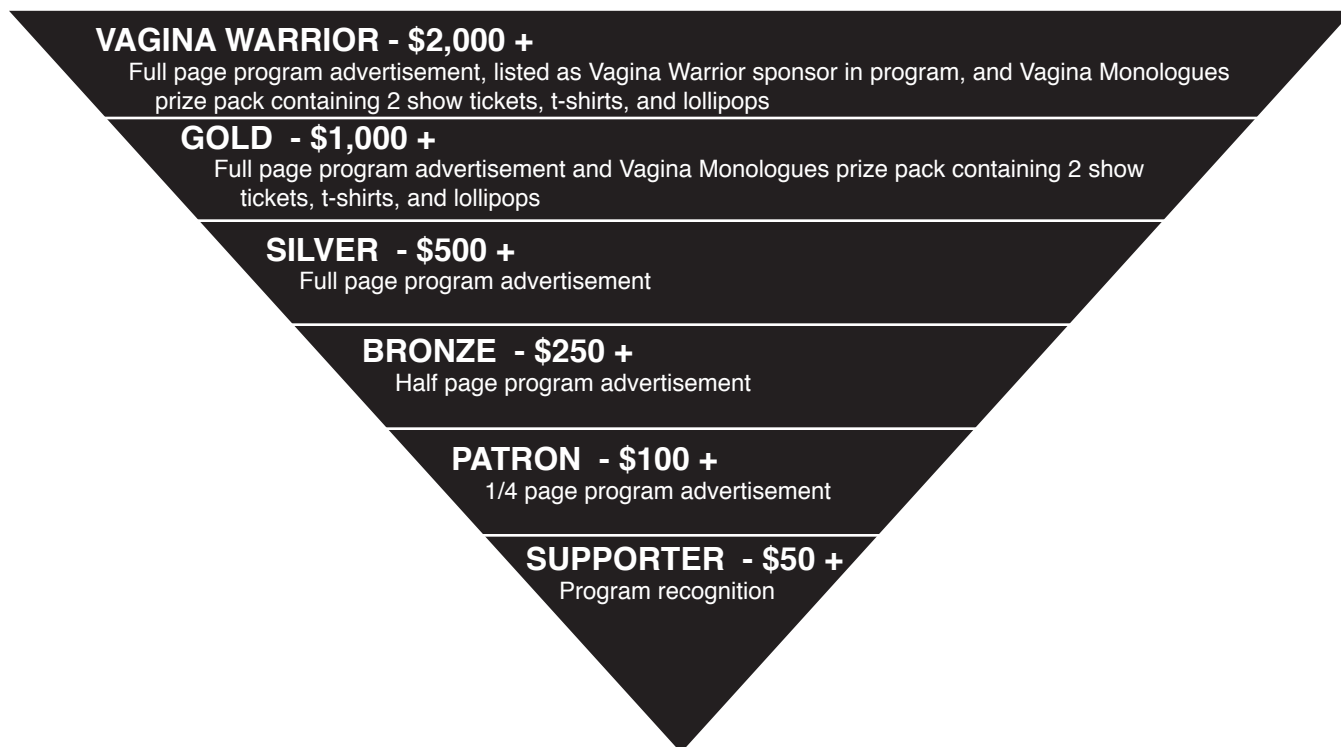 VAGINA WARRIOR - $2,000 +
Full page program advertisement, listed as Vagina Warrior sponsor in program, and Vagina Monologues
prize pack containing 2 show tickets, t-shirts, and lollipops
GOLD - $1,000 +
Full page program advertisement and Vagina Monologues prize pack containing 2 show
tickets, t-shirts, and lollipops
SILVER - $500 +
Full page program advertisement
BRONZE - $250 +
Half page program advertisement
PATRON - $100 +
1/4 page program advertisement
SUPPORTER - $50 +
Program recognition